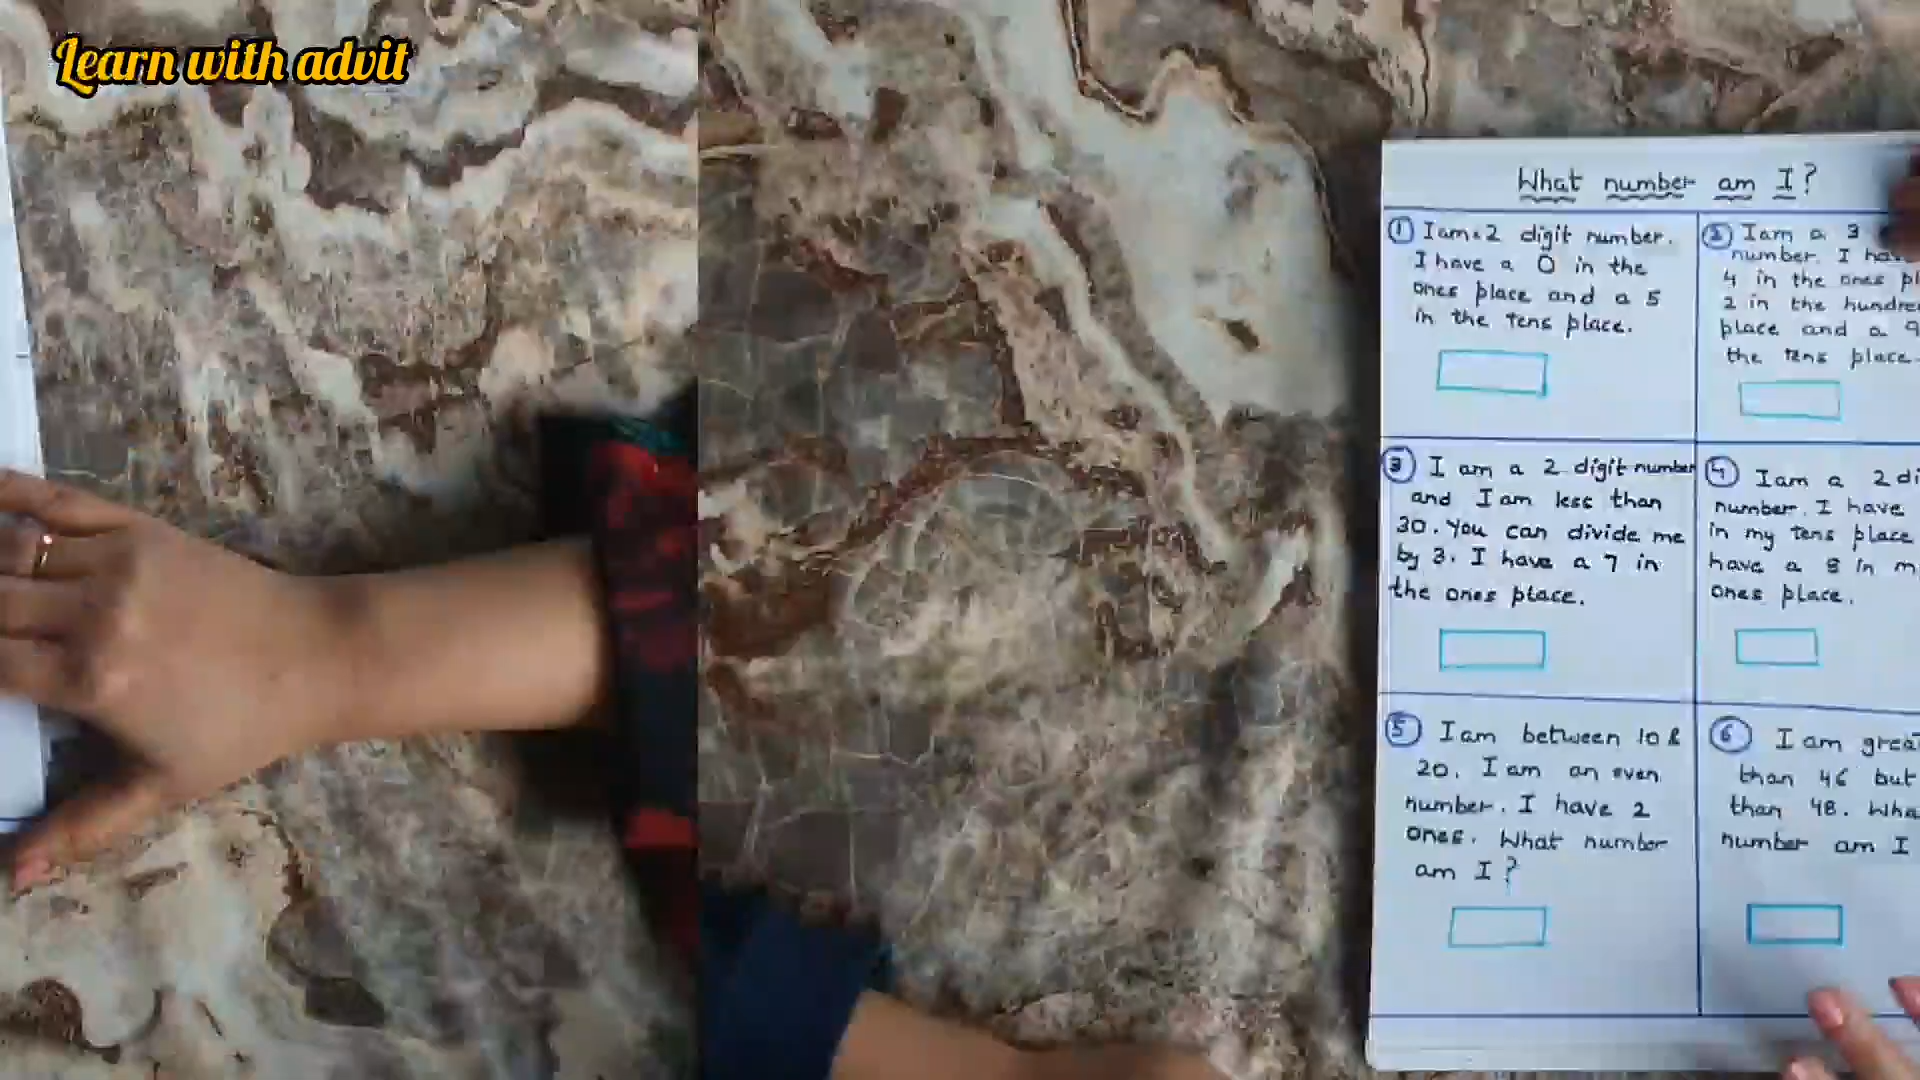 Learn with advit
What number am I?
① I am a 2 digit number.
I have a 0 in the
ones place and a 5
in the tens place.
② I am a 3
number. I
4 in the ones
2 in the
place and a 9
the tens place.
③ I am a 2 digit number
and I am less than
30. You can divide me
by 3. I have a 7 in
the ones place.
④ I am a 2
number. I have
in my tens place
have a 8 in
ones place.
⑤ I am between 10 &
20. I am an even
number. I have 2
ones. What number
am I?
⑥ I am
than 46 but
than 48.
number am I